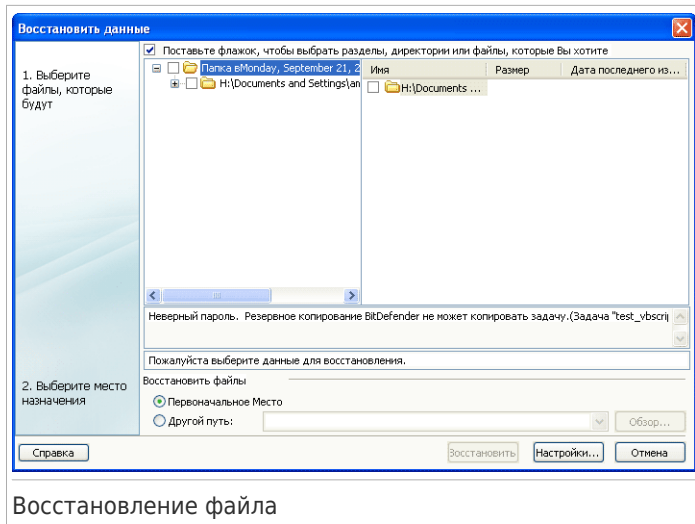 Восстановить данные
1. Выберите
файлы, которые
будут
Поставьте флажок, чтобы выбрать разделы, директории или файлы, которые Вы хотите
Папка вMonday, September 21, 2
H:\Documents and Settings\an
Имя Размер Дата последнего из...
H:\Documents ...
Неверный пароль. Резервное копирование BitDefender не может копировать задачу.(Задача "test_vbscrip
Пожалуйста выберите данные для восстановления.
2. Выберите место
назначения
Восстановить файлы
Первоначальное Место
Другой путь:
Обзор...
Справка
Восстановить
Настройки...
Отмена
Восстановление файла